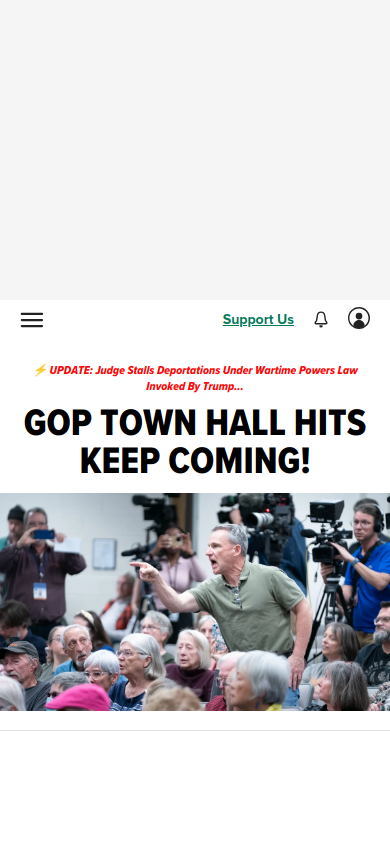 Support Us
⚡ UPDATE: Judge Stalls Deportations Under Wartime Powers Law
Invoked By Trump...
GOP TOWN HALL HITS
KEEP COMING!